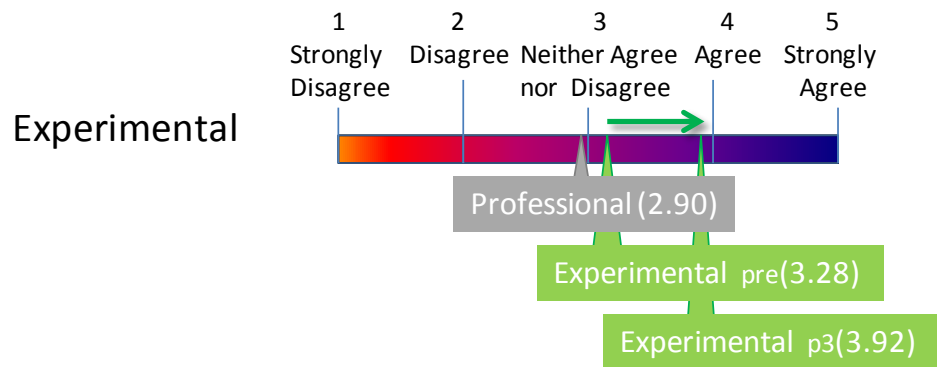 1 2 3 4 5
Strongly Disagree Neither Agree Agree Strongly
Disagree nor Disagree Agree
Experimental
Professional (2.90)
Experimental pre(3.28)
Experimental p3(3.92)